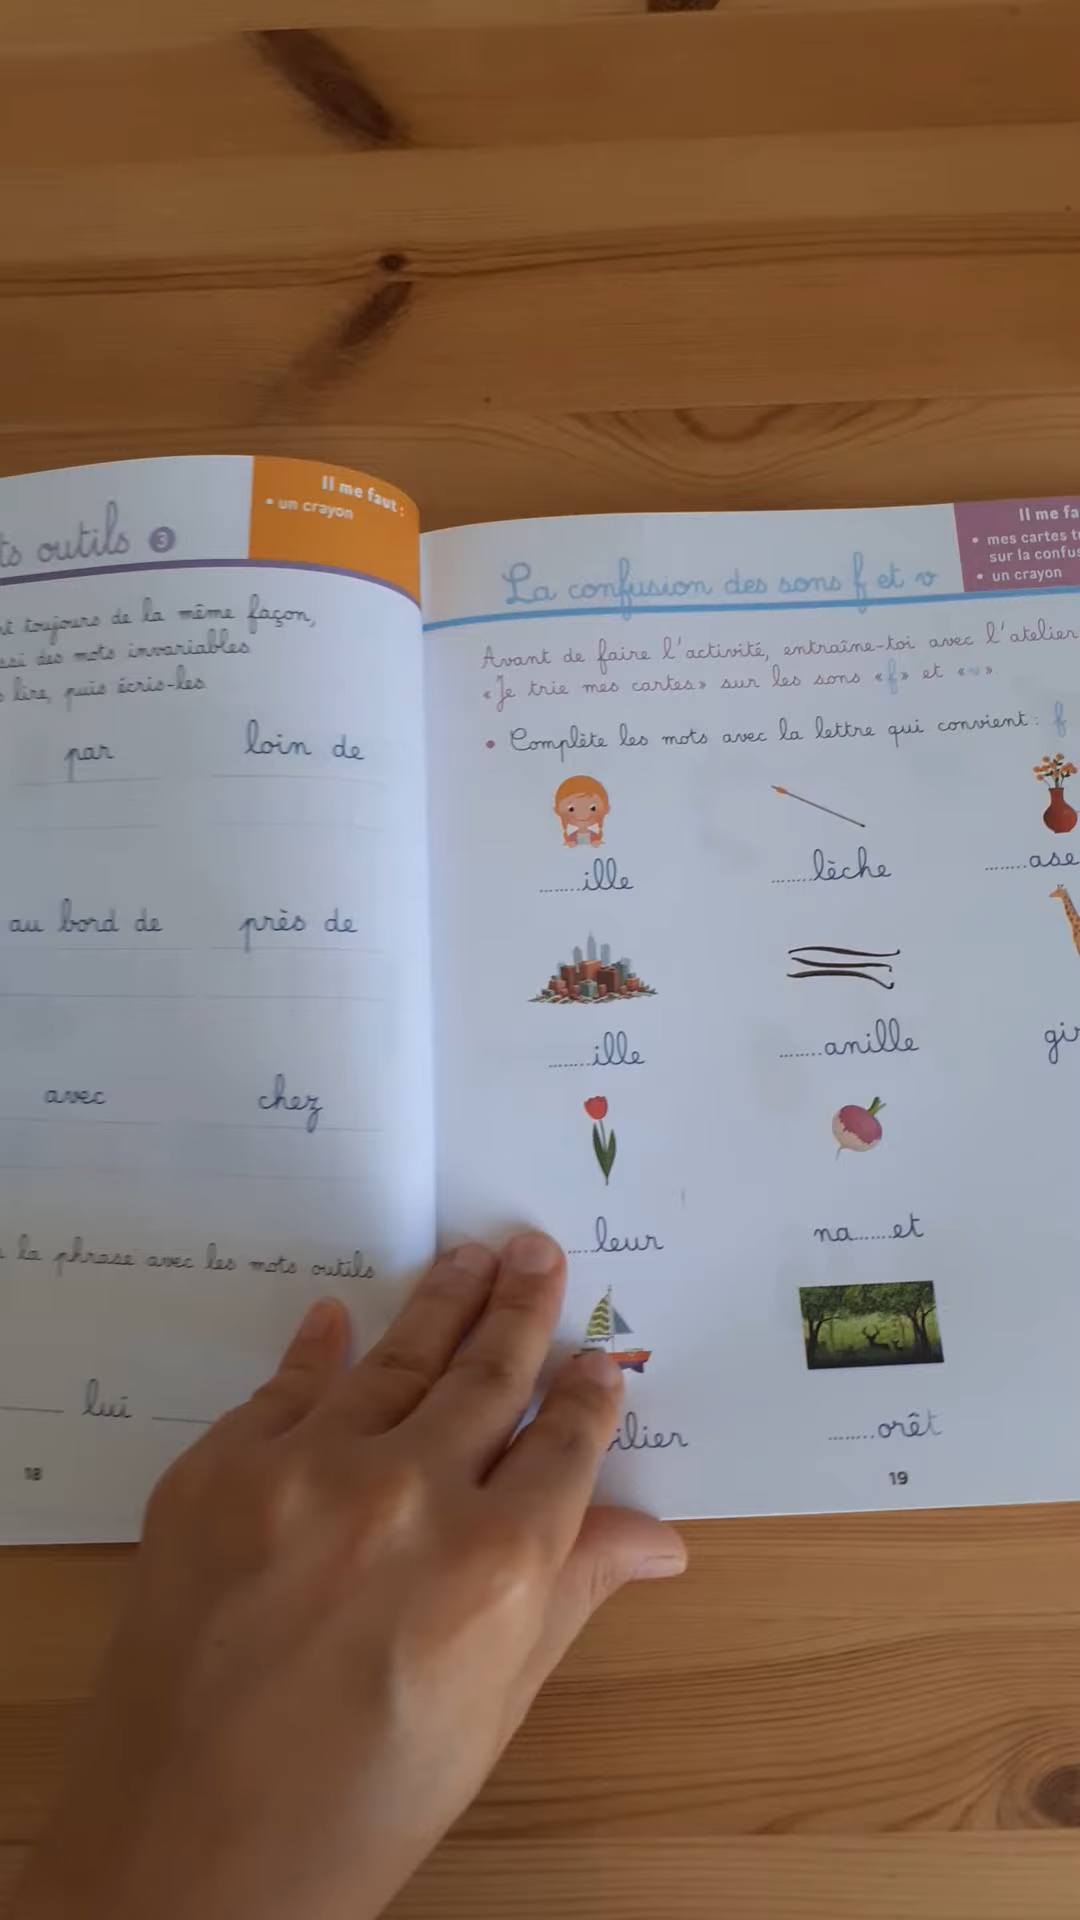 outils 3
Il me faut :
• un crayon
toujours de la même façon,
des mots invariables.
lire, puis écris-les.
par
loin de
au bord de
près de
avec
chez
la phrase avec les mots outils
lui
18
La confusion des sons f et v
Il me
• mes cartes
sur la
• un crayon
Avant de faire l'activité, entraîne-toi avec l'atelier
«Je trie mes cartes» sur les sons «f» et «v».
• Complète les mots avec la lettre qui convient : f
........ille
........lèche
........ase
........ille
........anille
.....leur
na.......et
ilier
........orêt
19